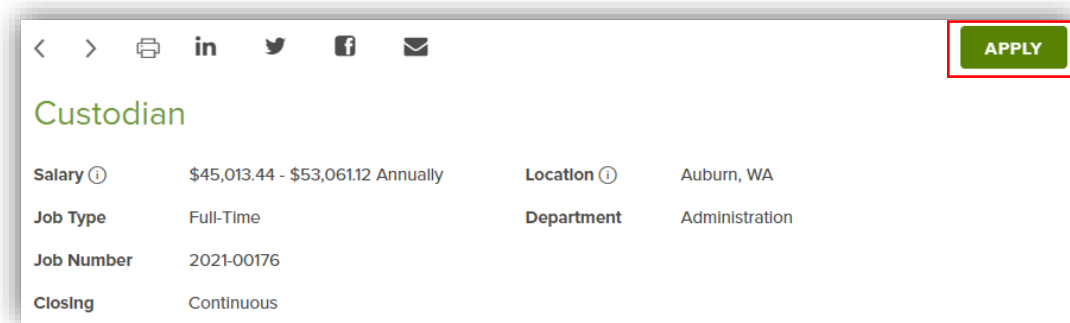 in
APPLY
Custodian
Salary $45,013.44 - $53,061.12 Annually Location Auburn, WA
Job Type Full-Time Department Administration
Job Number 2021-00176
Closing Continuous